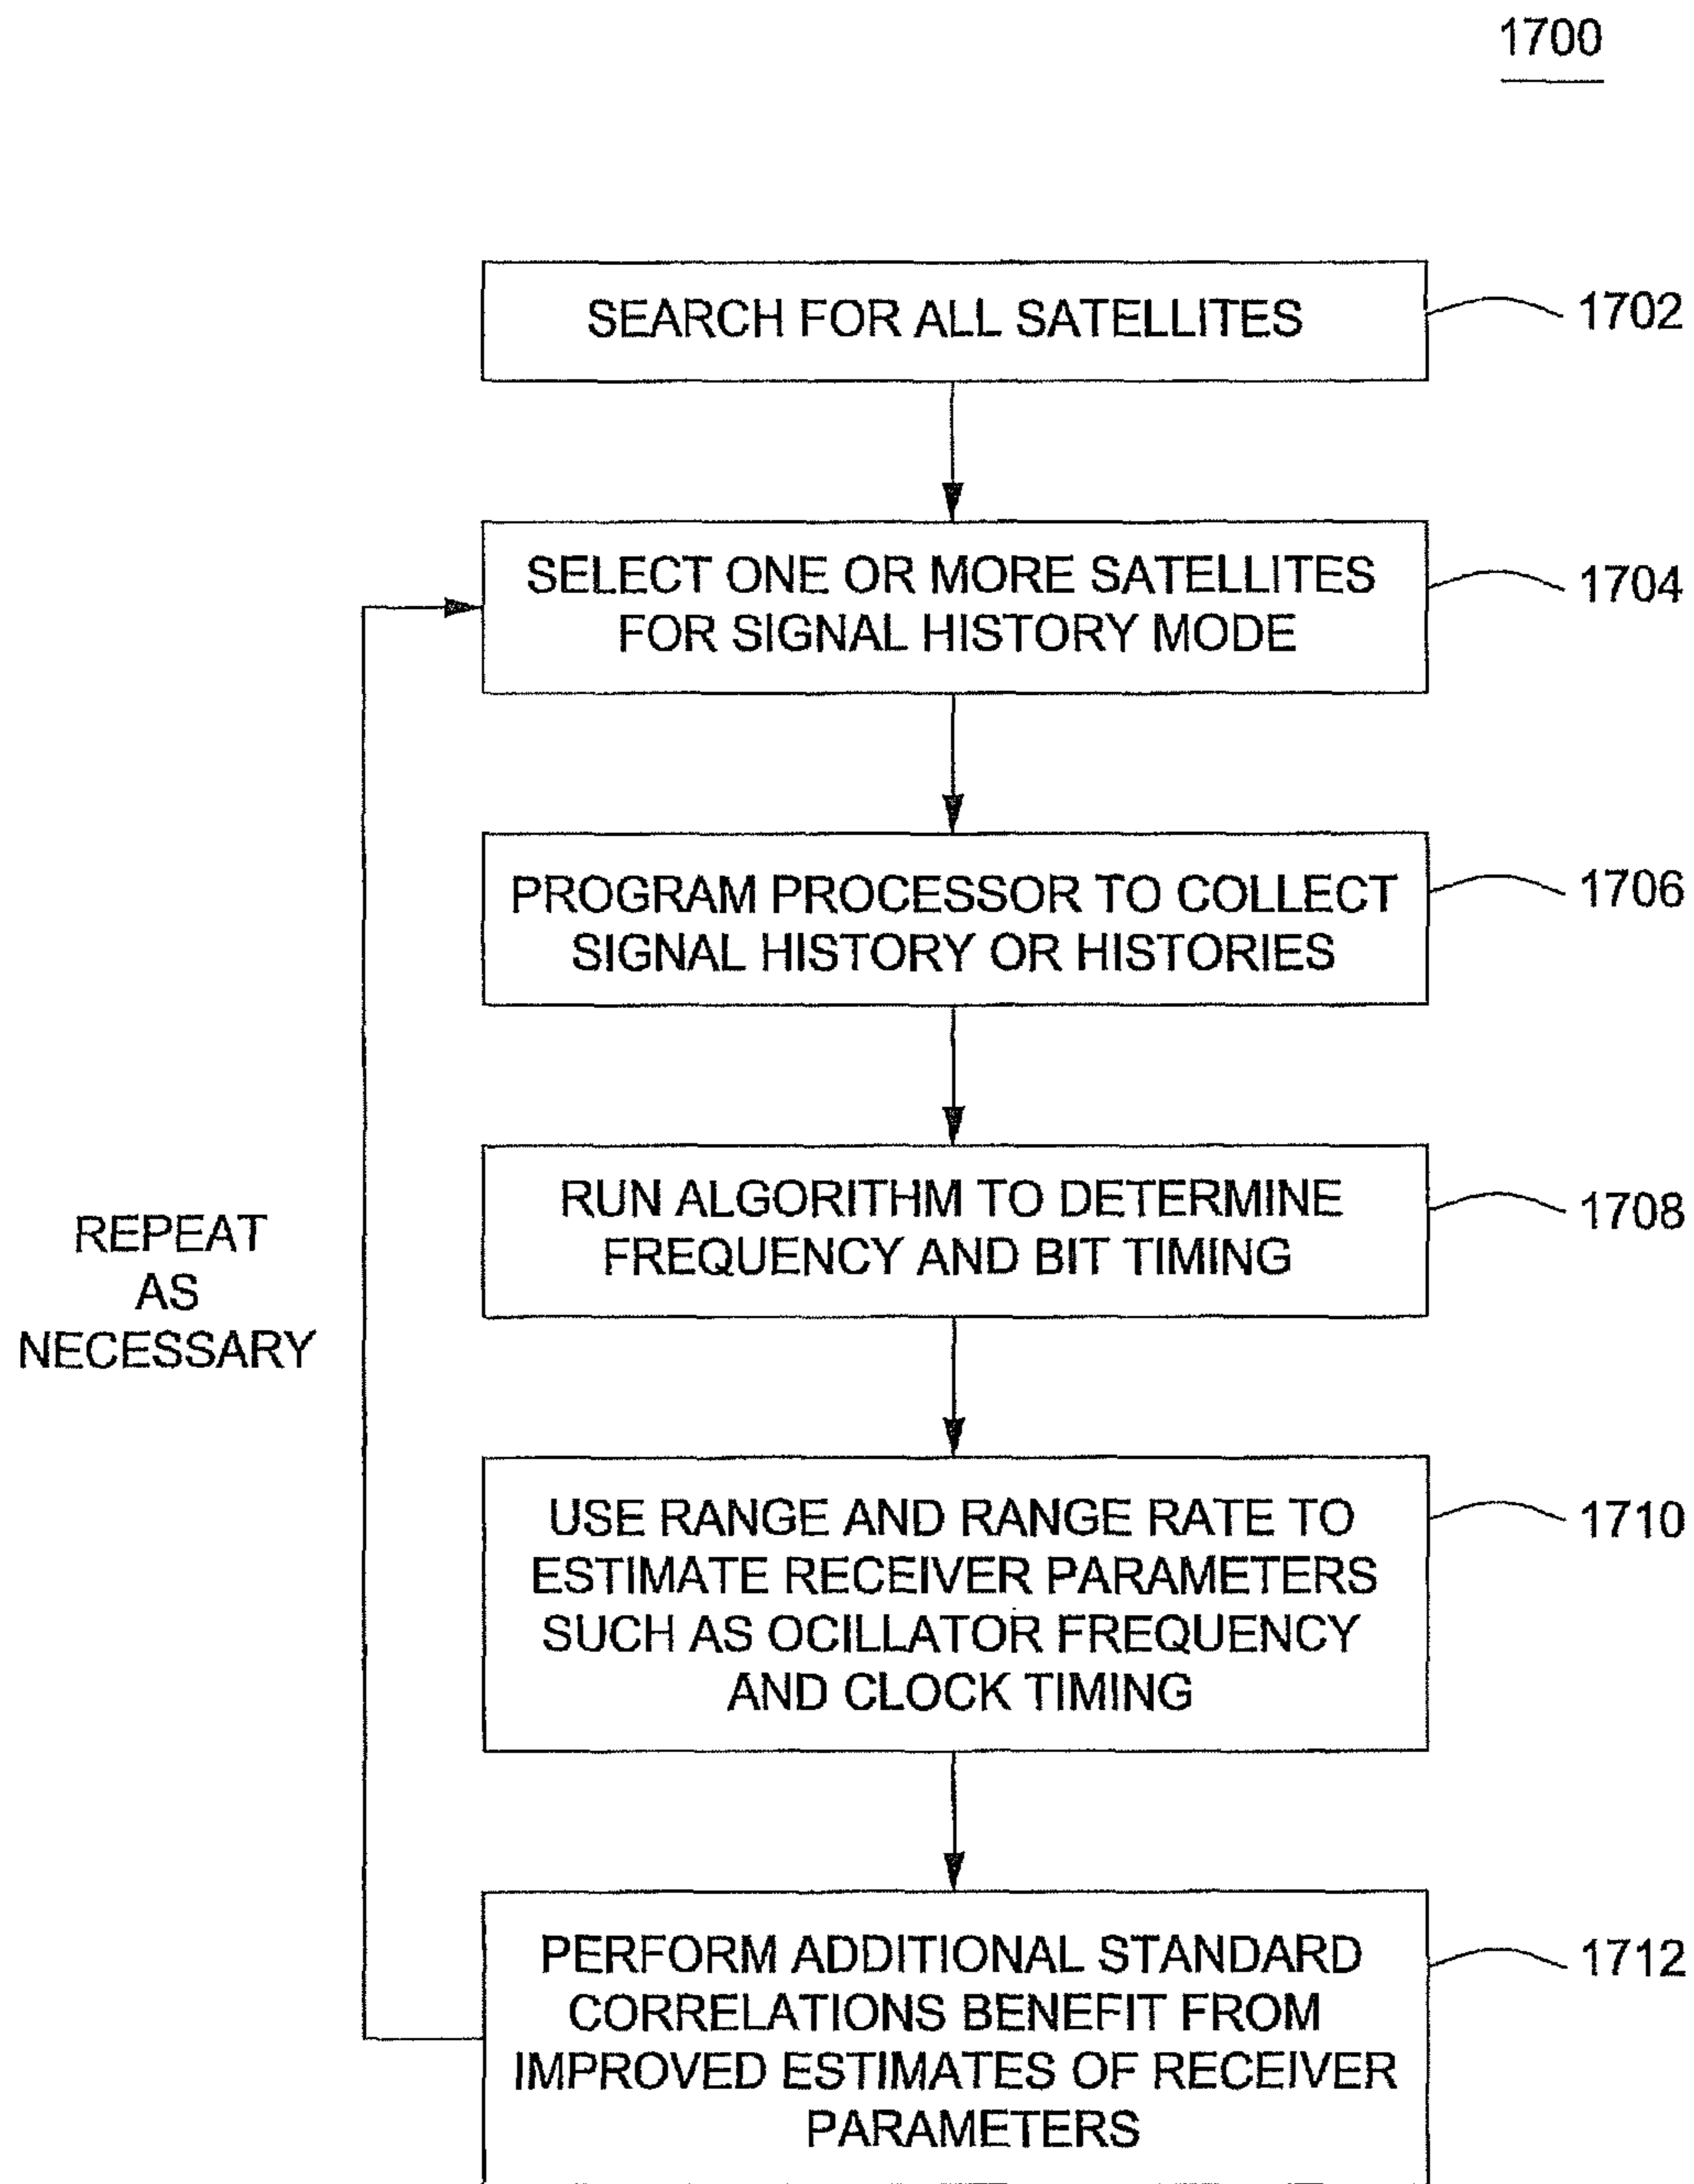 1700
SEARCH FOR ALL SATELLITES
1702
SELECT ONE OR MORE SATELLITES
FOR SIGNAL HISTORY MODE
1704
PROGRAM PROCESSOR TO COLLECT
SIGNAL HISTORY OR HISTORIES
1706
RUN ALGORITHM TO DETERMINE
FREQUENCY AND BIT TIMING
1708
REPEAT
AS
NECESSARY
USE RANGE AND RANGE RATE TO
ESTIMATE RECEIVER PARAMETERS
SUCH AS OCILLATOR FREQUENCY
AND CLOCK TIMING
1710
PERFORM ADDITIONAL STANDARD
CORRELATIONS BENEFIT FROM
IMPROVED ESTIMATES OF RECEIVER
PARAMETERS
1712